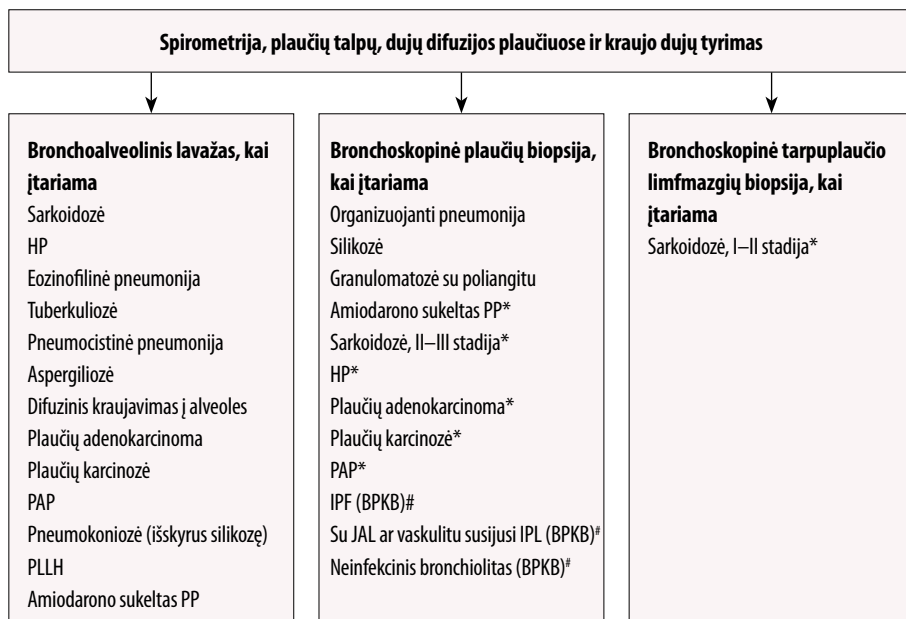 Spirometrija, plaučių talpų, dujų difuzijos plaučiuose ir kraujo dujų tyrimas
Bronchoalveolinis lavažas, kai
įtariama
Sarkoidozė
HP
Eozinofilinė pneumonija
Tuberkuliozė
Pneumocistinė pneumonija
Aspergiliozė
Difuzinis kraujavimas į alveoles
Plaučių adenokarcinoma
Plaučių karcinozė
PAP
Pneumokoniozė (išskyrus silikozę)
PLLH
Amiodarono sukeltas PP
Bronchoskopinė plaučių biopsija,
kai įtariama
Organizuojanti pneumonija
Silikozė
Granulomatozė su poliangitu
Amiodarono sukeltas PP*
Sarkoidozė, II–III stadija*
HP*
Plaučių adenokarcinoma*
Plaučių karcinozė*
PAP*
IPF (BPKB)#
Su JAL ar vaskulitu susijusi IPL (BPKB)#
Neinfekcinis bronchiolitas (BPKB)#
Bronchoskopinė tarpuplaučio
limfmazgių biopsija, kai
įtariama
Sarkoidozė, I–II stadija*